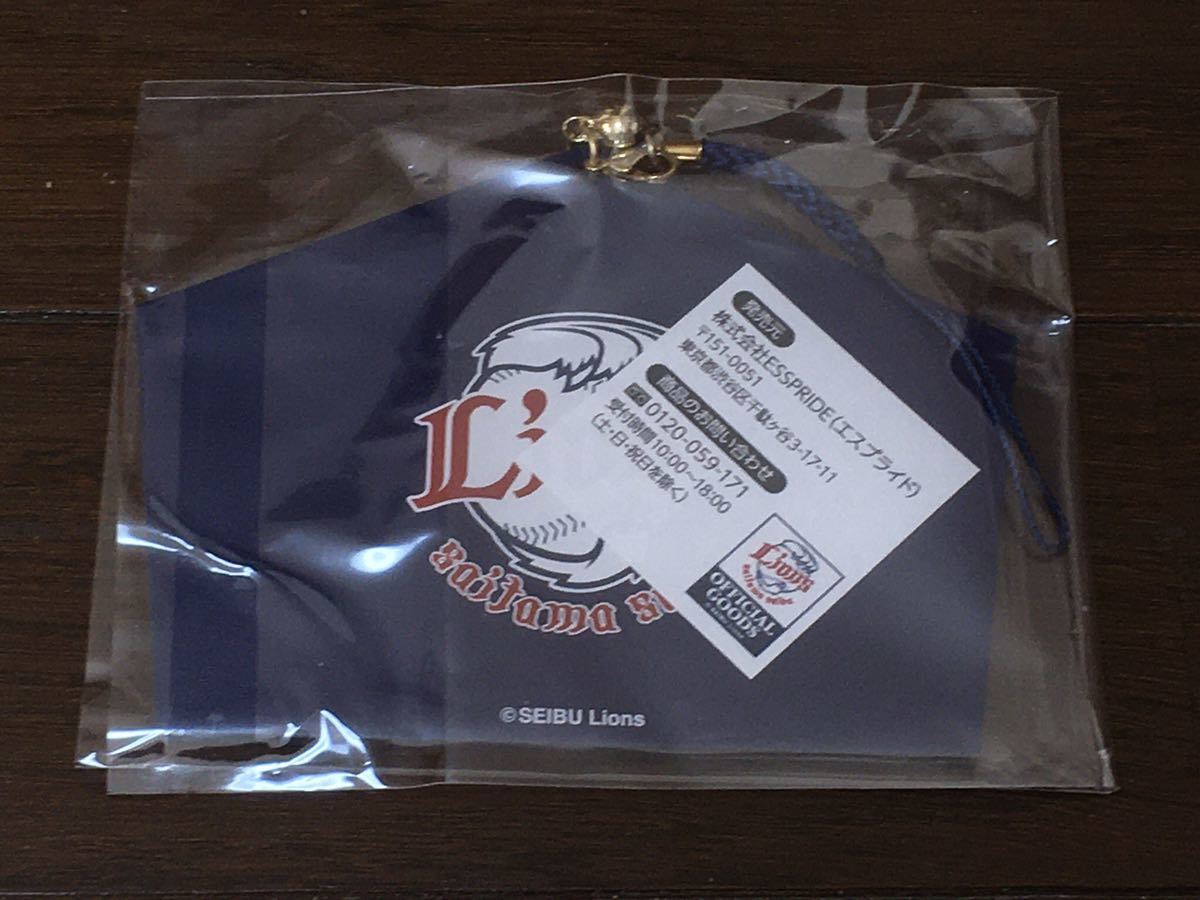 L's
Saitama S
発売元
株式会社ESSPRIDE（エスプライド）
〒151-0051
東京都渋谷区千駄ヶ谷3-17-11
商品のお問い合わせ
0120-059-171
受付時間10:00～18:00
（土・日・祝日を除く）
Lions
OFFICIAL
GOODS
©SEIBU Lions